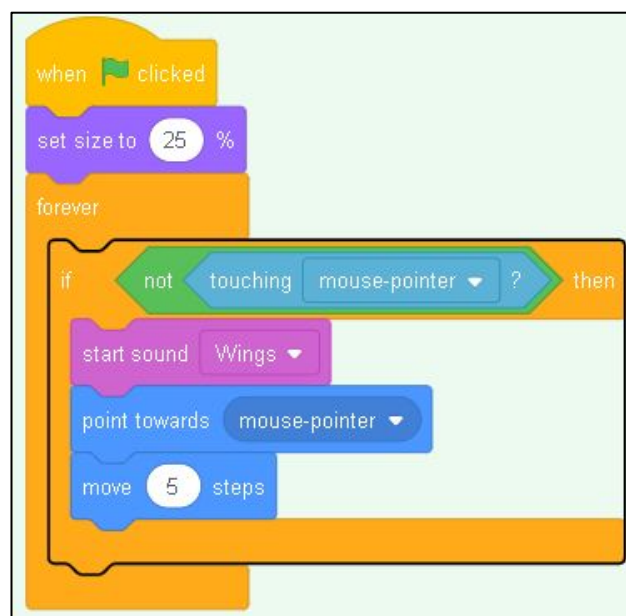 when clicked
set size to 25 %
forever
if not touching mouse-pointer ? then
start sound Wings
point towards mouse-pointer
move 5 steps